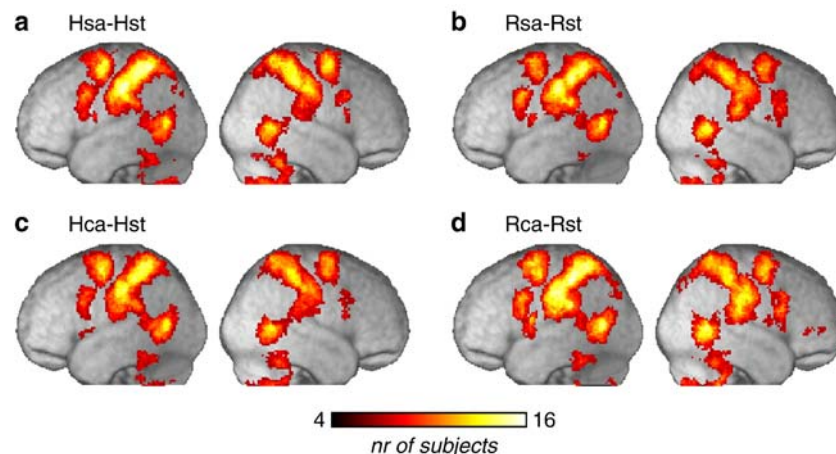 a Hsa-Hst
b Rsa-Rst
c Hca-Hst
d Rca-Rst
4 16
nr of subjects